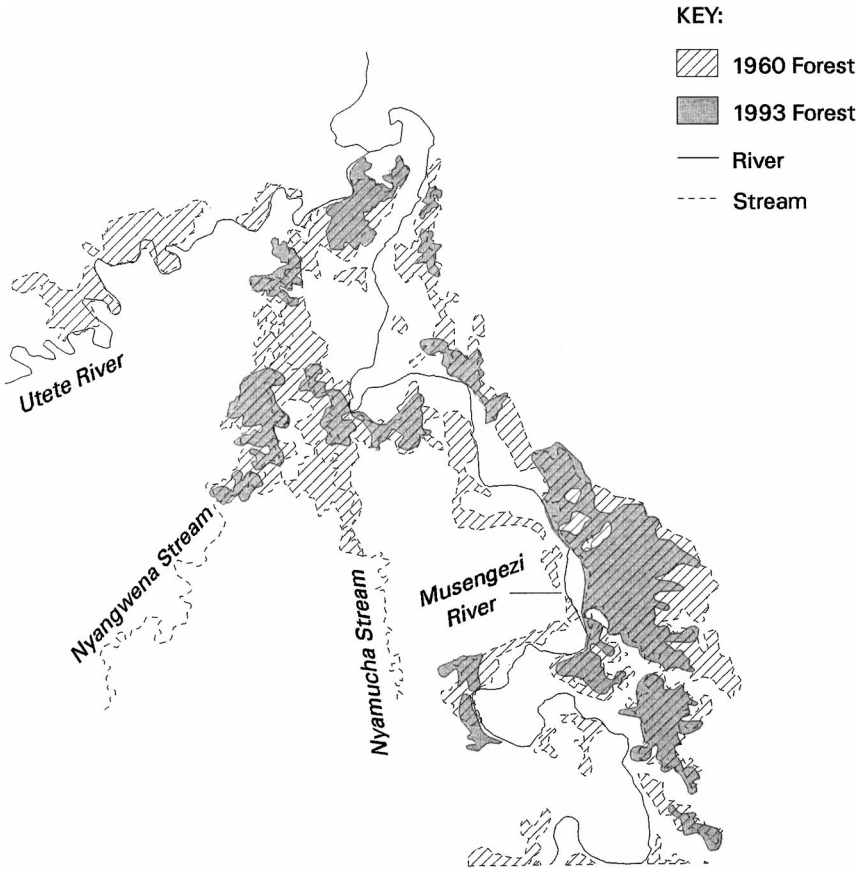 KEY:
1960 Forest
1993 Forest
River
Stream
Utete River
Nyangwena Stream
Nyamucha Stream
Musengezi
River